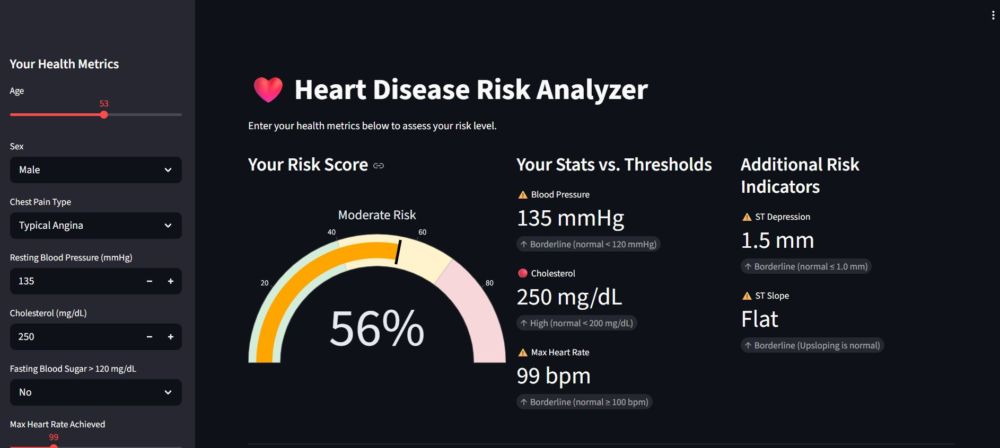 Your Health Metrics
Age
53
Sex
Male
Chest Pain Type
Typical Angina
Resting Blood Pressure (mmHg)
135
Cholesterol (mg/dL)
250
Fasting Blood Sugar > 120 mg/dL
No
Max Heart Rate Achieved
99
Heart Disease Risk Analyzer
Enter your health metrics below to assess your risk level.
Your Risk Score
Moderate Risk
20
40
60
80
56%
Your Stats vs. Thresholds
Blood Pressure
135 mmHg
↑ Borderline (normal < 120 mmHg)
Cholesterol
250 mg/dL
↑ High (normal < 200 mg/dL)
Max Heart Rate
99 bpm
↑ Borderline (normal ≥ 100 bpm)
Additional Risk
Indicators
ST Depression
1.5 mm
↑ Borderline (normal ≤ 1.0 mm)
ST Slope
Flat
↑ Borderline (Upsloping is normal)